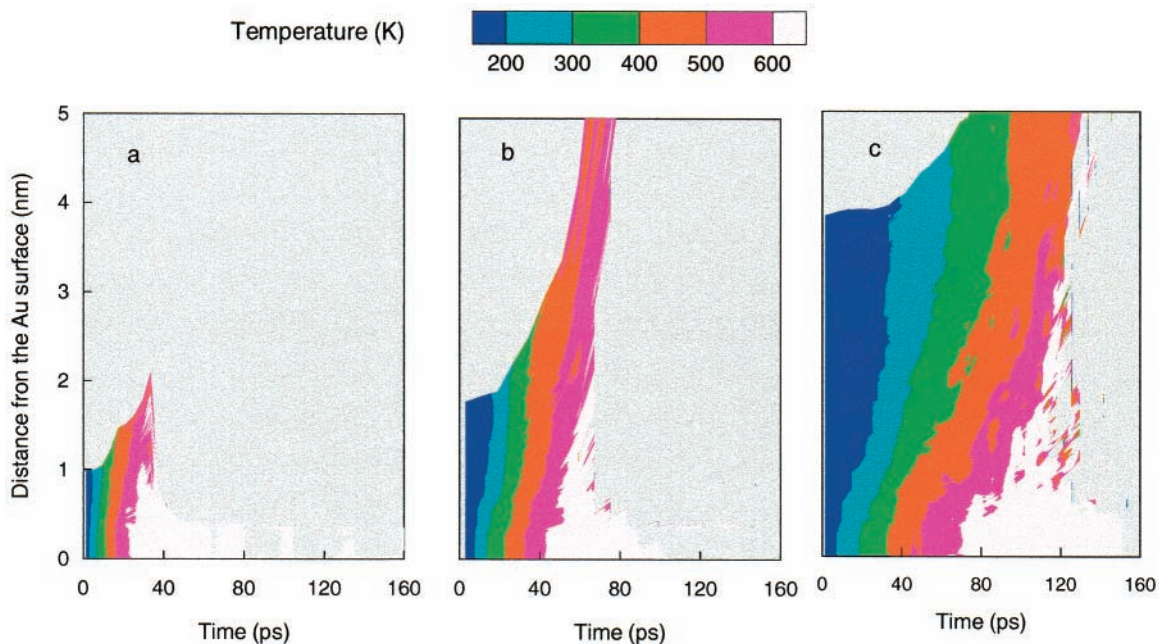 Temperature (K)
200 300 400 500 600
a
b
c
Distance fron the Au surface (nm)
5
4
3
2
1
0
0 40 80 120 160
0 40 80 120 160
0 40 80 120 160
Time (ps)
Time (ps)
Time (ps)